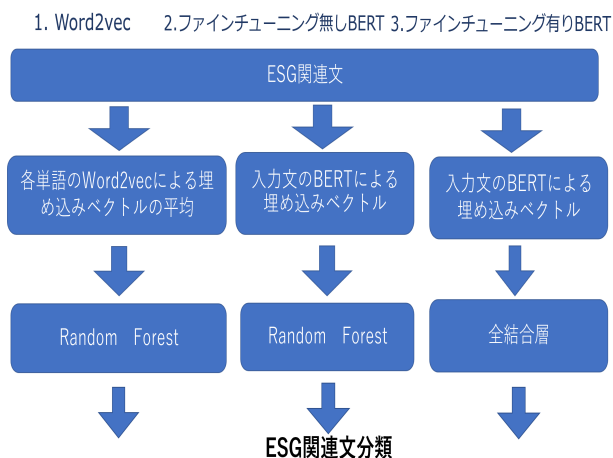 1. Word2vec
2.ファインチューニング無しBERT
3.ファインチューニング有りBERT
ESG関連文
各単語のWord2vecによる埋
め込みベクトルの平均
入力文のBERTによる
埋め込みベクトル
入力文のBERTによる
埋め込みベクトル
Random　Forest
Random　Forest
全結合層
ESG関連文分類